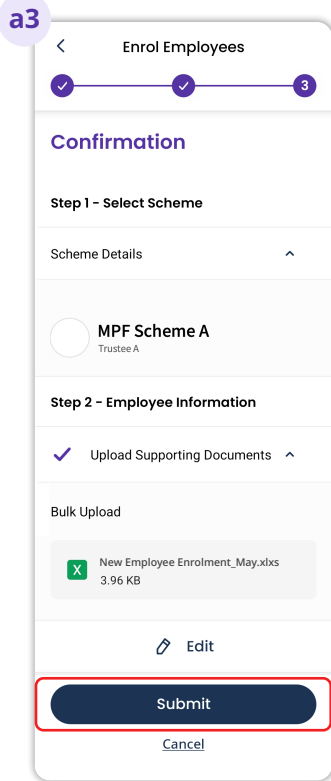 a3
Enrol Employees
3
Confirmation
Step 1 - Select Scheme
Scheme Details
MPF Scheme A
Trustee A
Step 2 - Employee Information
Upload Supporting Documents
Bulk Upload
X
New Employee Enrolment_May.xlxs
3.96 KB
Edit
Submit
Cancel